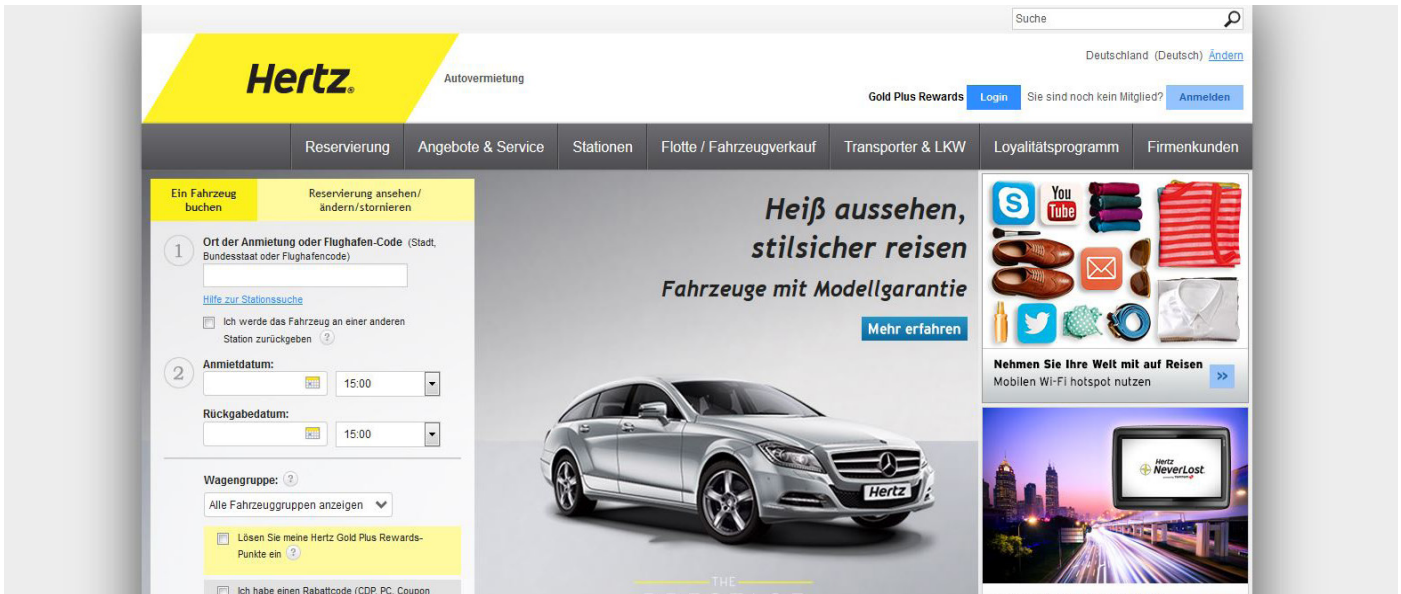 Suche
Hertz®
Autovermietung
Deutschland (Deutsch) Ändern
Gold Plus Rewards Login Sie sind noch kein Mitglied? Anmelden
Reservierung Angebote & Service Stationen Flotte / Fahrzeugverkauf Transporter & LKW Loyalitätsprogramm Firmenkunden
Ein Fahrzeug
buchen
Reservierung ansehen/
ändern/stornieren
1 Ort der Anmietung oder Flughafen-Code (Stadt,
Bundesstaat oder Flughafencode)
Hilfe zur Stationssuche
Ich werde das Fahrzeug an einer anderen
Station zurückgeben ?
2 Anmietdatum:
15:00
Rückgabedatum:
15:00
Wagengruppe: ?
Alle Fahrzeuggruppen anzeigen
Lösen Sie meine Hertz Gold Plus Rewards-
Punkte ein ?
Ich habe einen Rabattcode (CDP, PC, Coupon
Heiß aussehen,
stilsicher reisen
Fahrzeuge mit Modellgarantie
Mehr erfahren
Hertz
THE
You
Tube
Nehmen Sie Ihre Welt mit auf Reisen
Mobilen Wi-Fi hotspot nutzen >>
Hertz
NeverLost